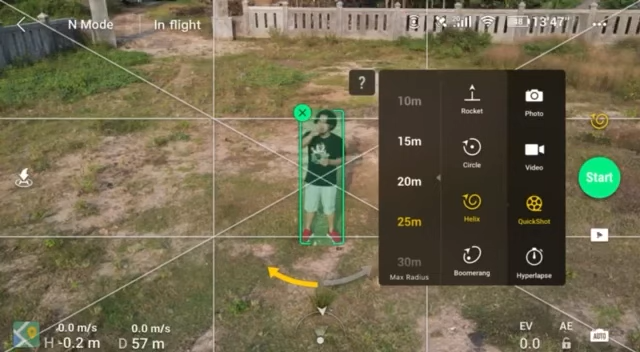 N Mode
In flight
13'47"
?
10m
15m
20m
25m
30m
Max Radius
Rocket
Circle
Helix
Boomerang
Photo
Video
QuickShot
Hyperlapse
Start
0.0 m/s
0.0 m/s
H -0.2 m
D 57 m
EV
0.0
AE
AUTO